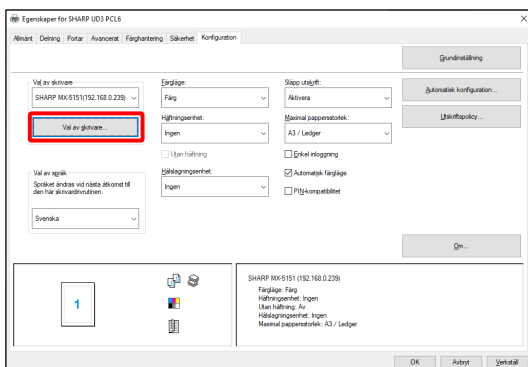 Egenskaper för SHARP UD3 PCL6
Allmänt Delning Portar Avancerat Färghantering Säkerhet Konfiguration
Grundinställning
Val av skrivare
SHARP MX-5151(192.168.0.239)
Val av skrivare...
Val av språk
Språket ändras vid nästa åtkomst till
den här skrivardrivrutinen.
Svenska
Färgläge:
Färg
Häftningsenhet:
Ingen
Utan häftning
Hålslagningsenhet:
Ingen
Släpp utskrift:
Aktivera
Maximal pappersstorlek:
A3 / Ledger
Enkel inloggning
Automatisk färgläge
PIN-kompatibilitet
Automatisk konfiguration...
Utskriftspolicy...
Om...
1
SHARP MX-5151 (192.168.0.239)
Färgläge: Färg
Häftningsenhet: Ingen
Utan häftning: Av
Hålslagningsenhet: Ingen
Maximal pappersstorlek: A3 / Ledger
OK Avbryt Verkställ